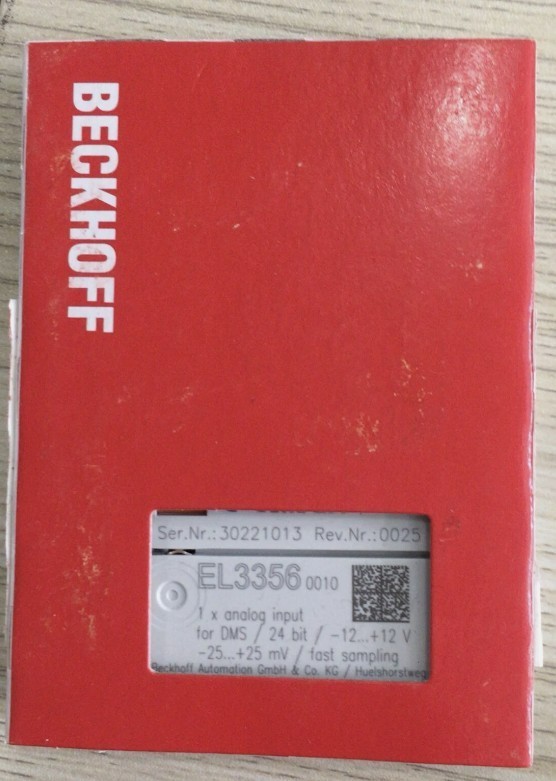 BECKHOFF
Ser.Nr.: 30221013 Rev.Nr.: 0025
EL3356 0010
1 x analog input
for DMS / 24 bit / -12...+12 V
-25...+25 mV / fast sampling
Beckhoff Automation GmbH & Co. KG / Huelshorstweg